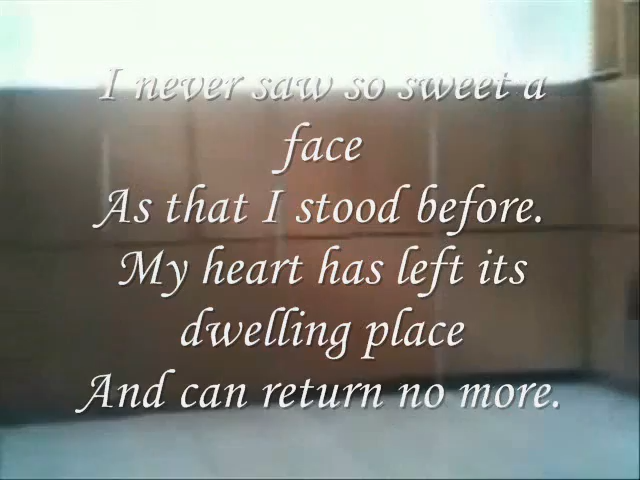 I never saw so sweet a
face
As that I stood before.
My heart has left its
dwelling place
And can return no more.